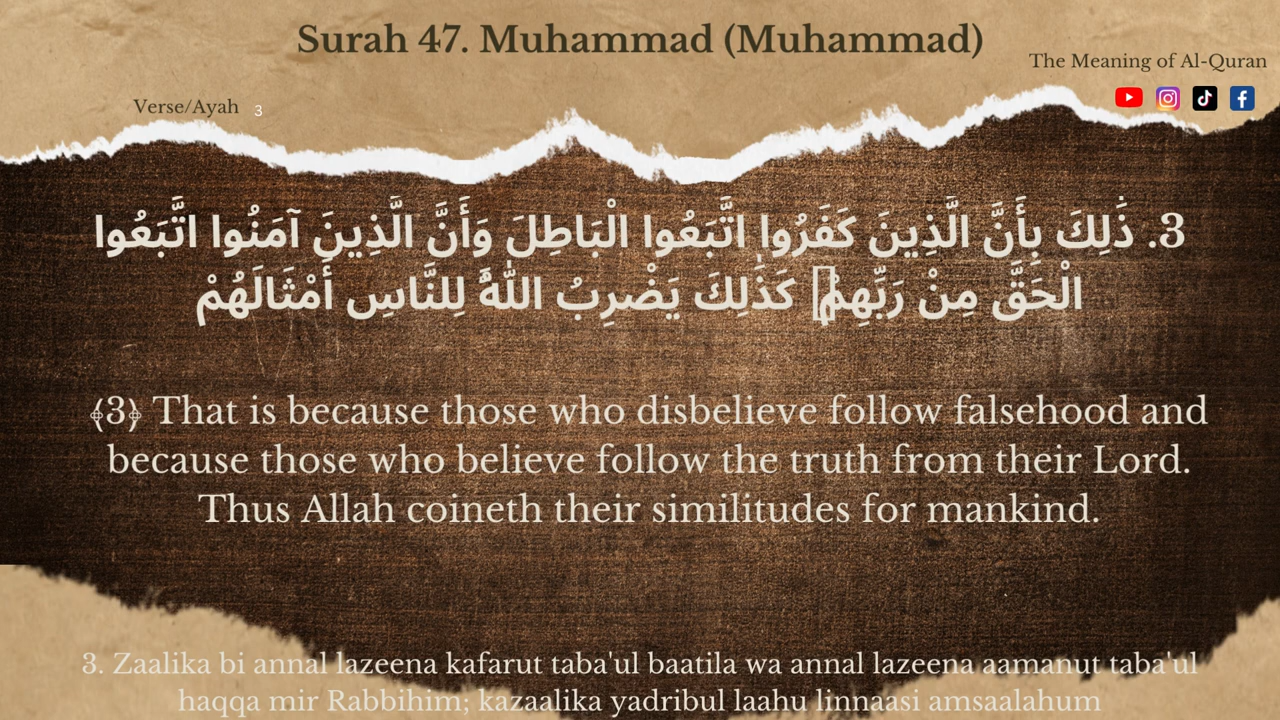 Surah 47. Muhammad (Muhammad)
The Meaning of Al-Quran
Verse/Ayah 3
3. ذَٰلِكَ بِأَنَّ الَّذِينَ كَفَرُوا اتَّبَعُوا الْبَاطِلَ وَأَنَّ الَّذِينَ آمَنُوا اتَّبَعُوا
الْحَقَّ مِنْ رَبِّهِمْ كَذَٰلِكَ يَضْرِبُ اللَّهُ لِلنَّاسِ أَمْثَالَهُمْ
﴾3﴿ That is because those who disbelieve follow falsehood and
because those who believe follow the truth from their Lord.
Thus Allah coineth their similitudes for mankind.
3. Zaalika bi annal lazeena kafarut taba'ul baatila wa annal lazeena aamanut taba'ul
haqqa mir Rabbihim; kazaalika yadribul laahu linnaasi amsaalahum